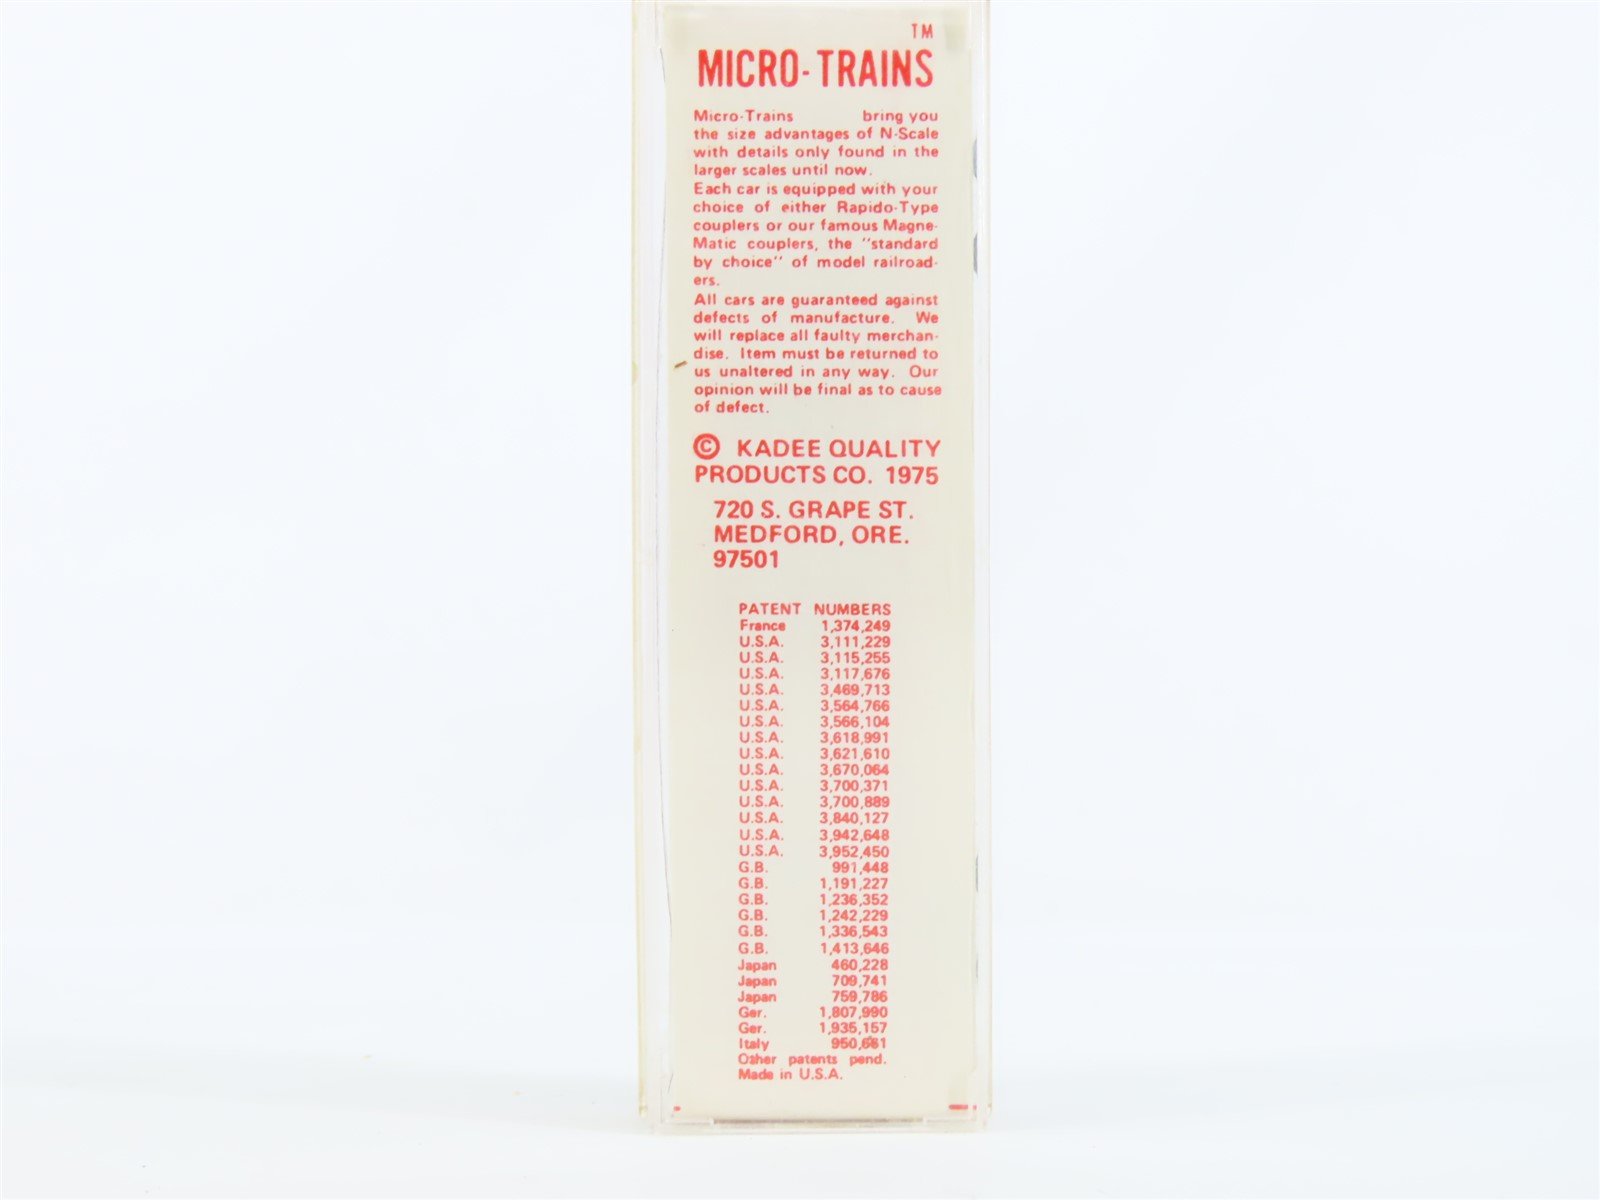 TM
MICRO-TRAINS
Micro-Trains bring you
the size advantages of N-Scale
with details only found in the
larger scales until now.
Each car is equipped with your
choice of either Rapido-Type
couplers or our famous Magne-
Matic couplers, the "standard
by choice" of model railroad-
ers.
All cars are guaranteed against
defects of manufacture. We
will replace all faulty merchan-
dise. Item must be returned to
us unaltered in any way. Our
opinion will be final as to cause
of defect.
© KADEE QUALITY
PRODUCTS CO. 1975
720 S. GRAPE ST.
MEDFORD, ORE.
97501
PATENT NUMBERS
France 1,374,249
U.S.A. 3,111,229
U.S.A. 3,115,255
U.S.A. 3,117,676
U.S.A. 3,469,713
U.S.A. 3,564,766
U.S.A. 3,566,104
U.S.A. 3,618,991
U.S.A. 3,621,610
U.S.A. 3,670,064
U.S.A. 3,700,371
U.S.A. 3,700,889
U.S.A. 3,840,127
U.S.A. 3,942,648
U.S.A. 3,952,450
G.B. 991,448
G.B. 1,191,227
G.B. 1,236,352
G.B. 1,242,229
G.B. 1,336,543
G.B. 1,413,646
Japan 460,228
Japan 709,741
Japan 759,786
Ger. 1,807,990
Ger. 1,935,157
Italy 950,681
Other patents pend.
Made in U.S.A.